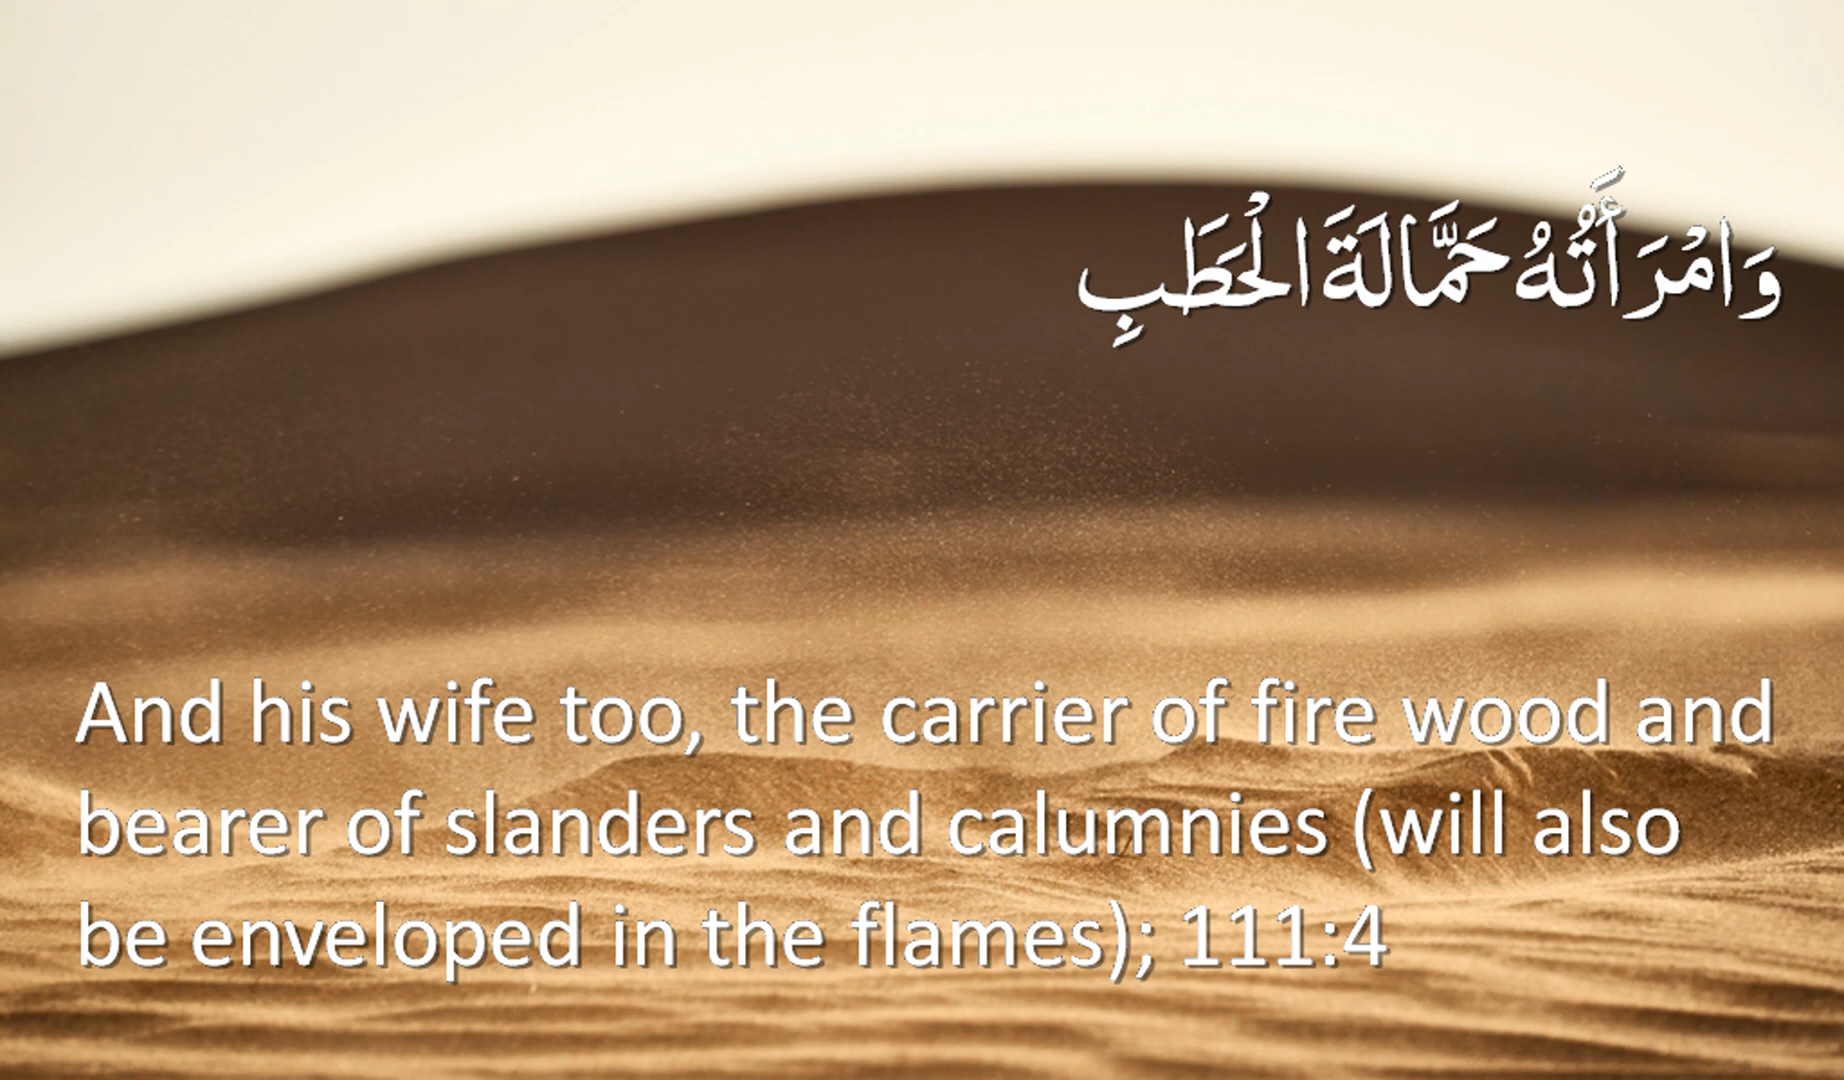 وَامْرَأَتُهُ حَمَّالَةَ الْحَطَبِ
And his wife too, the carrier of fire wood and
bearer of slanders and calumnies (will also
be enveloped in the flames); 111:4